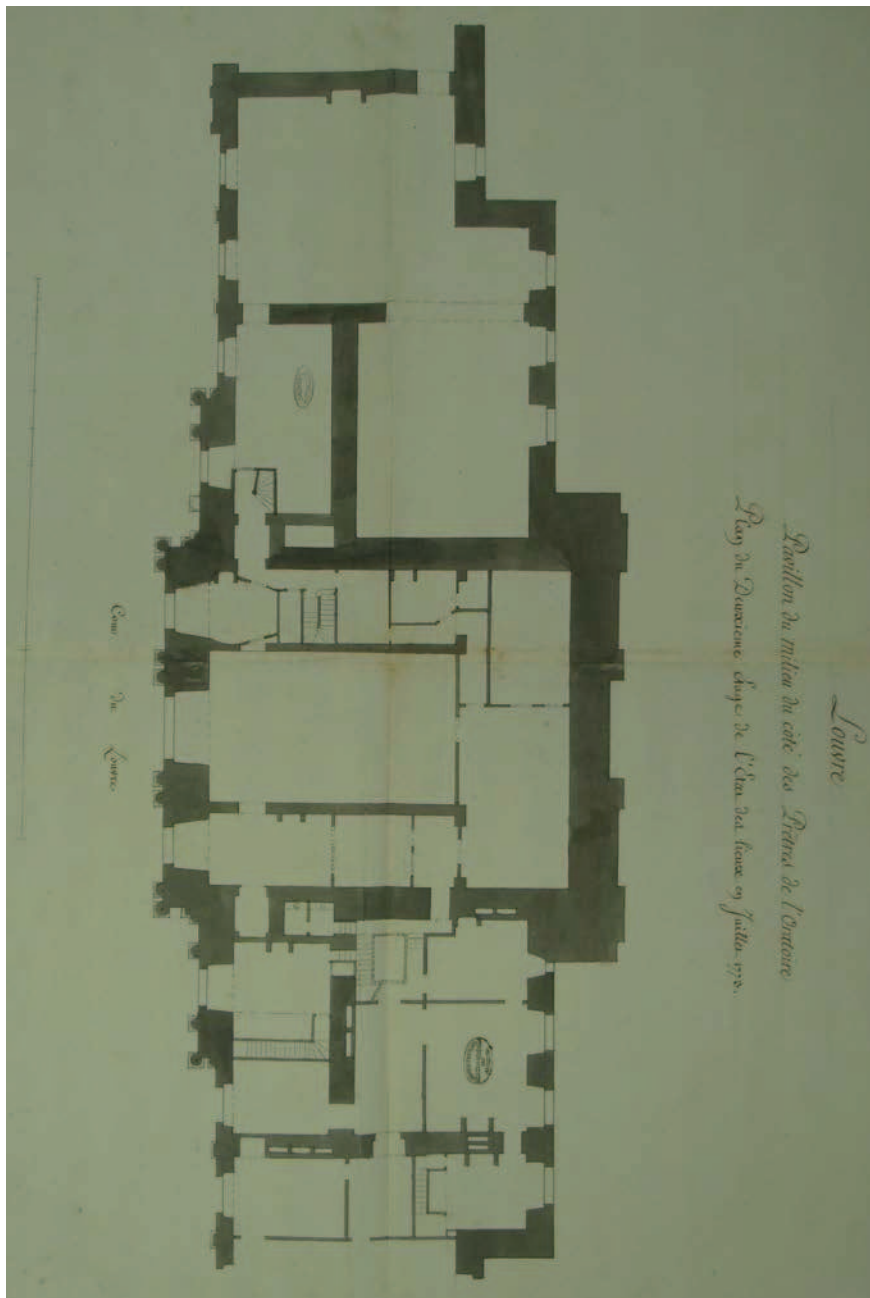 Louvre
Pavillon du milieu du côté des Prêtres de l'Oratoire
Plan du Deuxieme étage de l'Etat des lieux en Juillet 1773.
Cour du Louvre